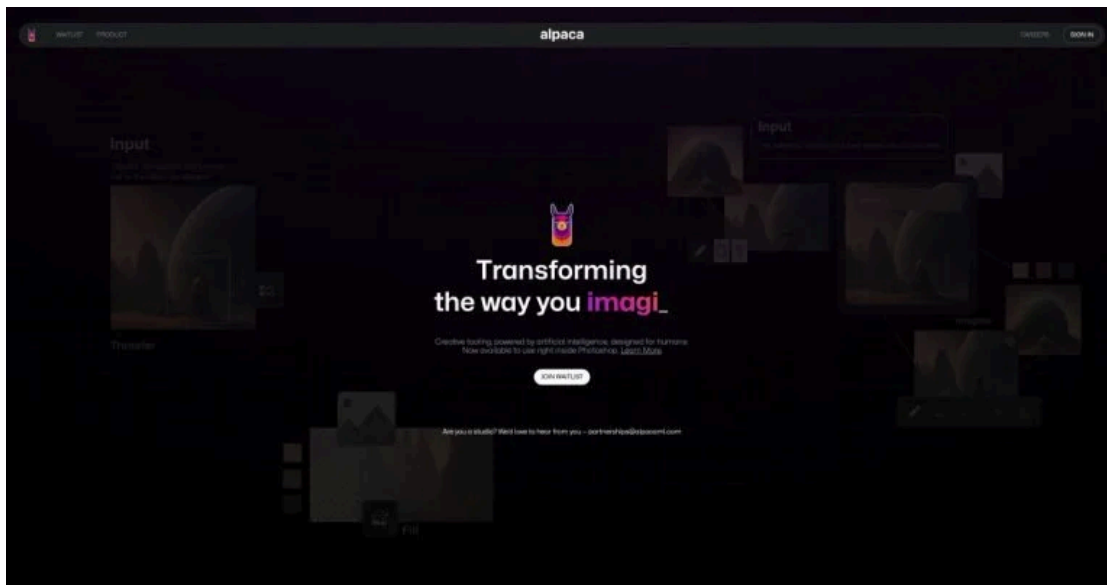 WAITLIST PRODUCT alpaca CAREERS SIGN IN
Input
Input
Transforming
the way you imagi_
Creative tooling, powered by artificial intelligence, designed for humans.
Now available to use right inside Photoshop. Learn More
Transfer
JOIN WAITLIST
Are you a studio? We'd love to hear from you – partnerships@alpacaml.com
Fill